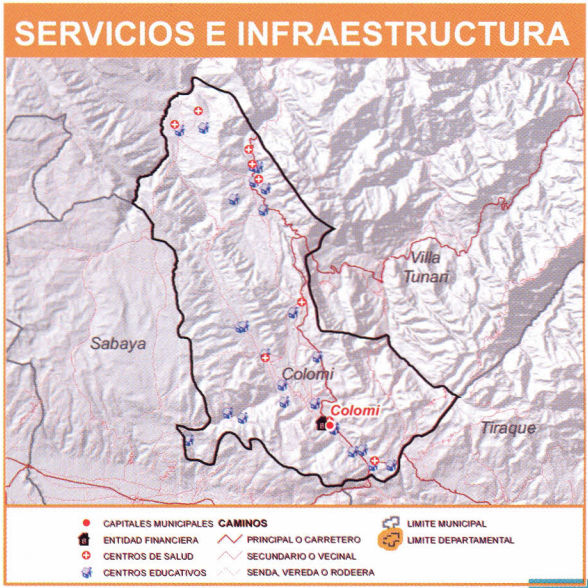 SERVICIOS E INFRAESTRUCTURA
Villa
Tunari
Sabaya
Colomi
Colomi
Tiraque
CAPITALES MUNICIPALES
ENTIDAD FINANCIERA
CENTROS DE SALUD
CENTROS EDUCATIVOS
CAMINOS
PRINCIPAL O CARRETERO
SECUNDARIO O VECINAL
SENDA, VEREDA O RODEERA
LIMITE MUNICIPAL
LIMITE DEPARTAMENTAL